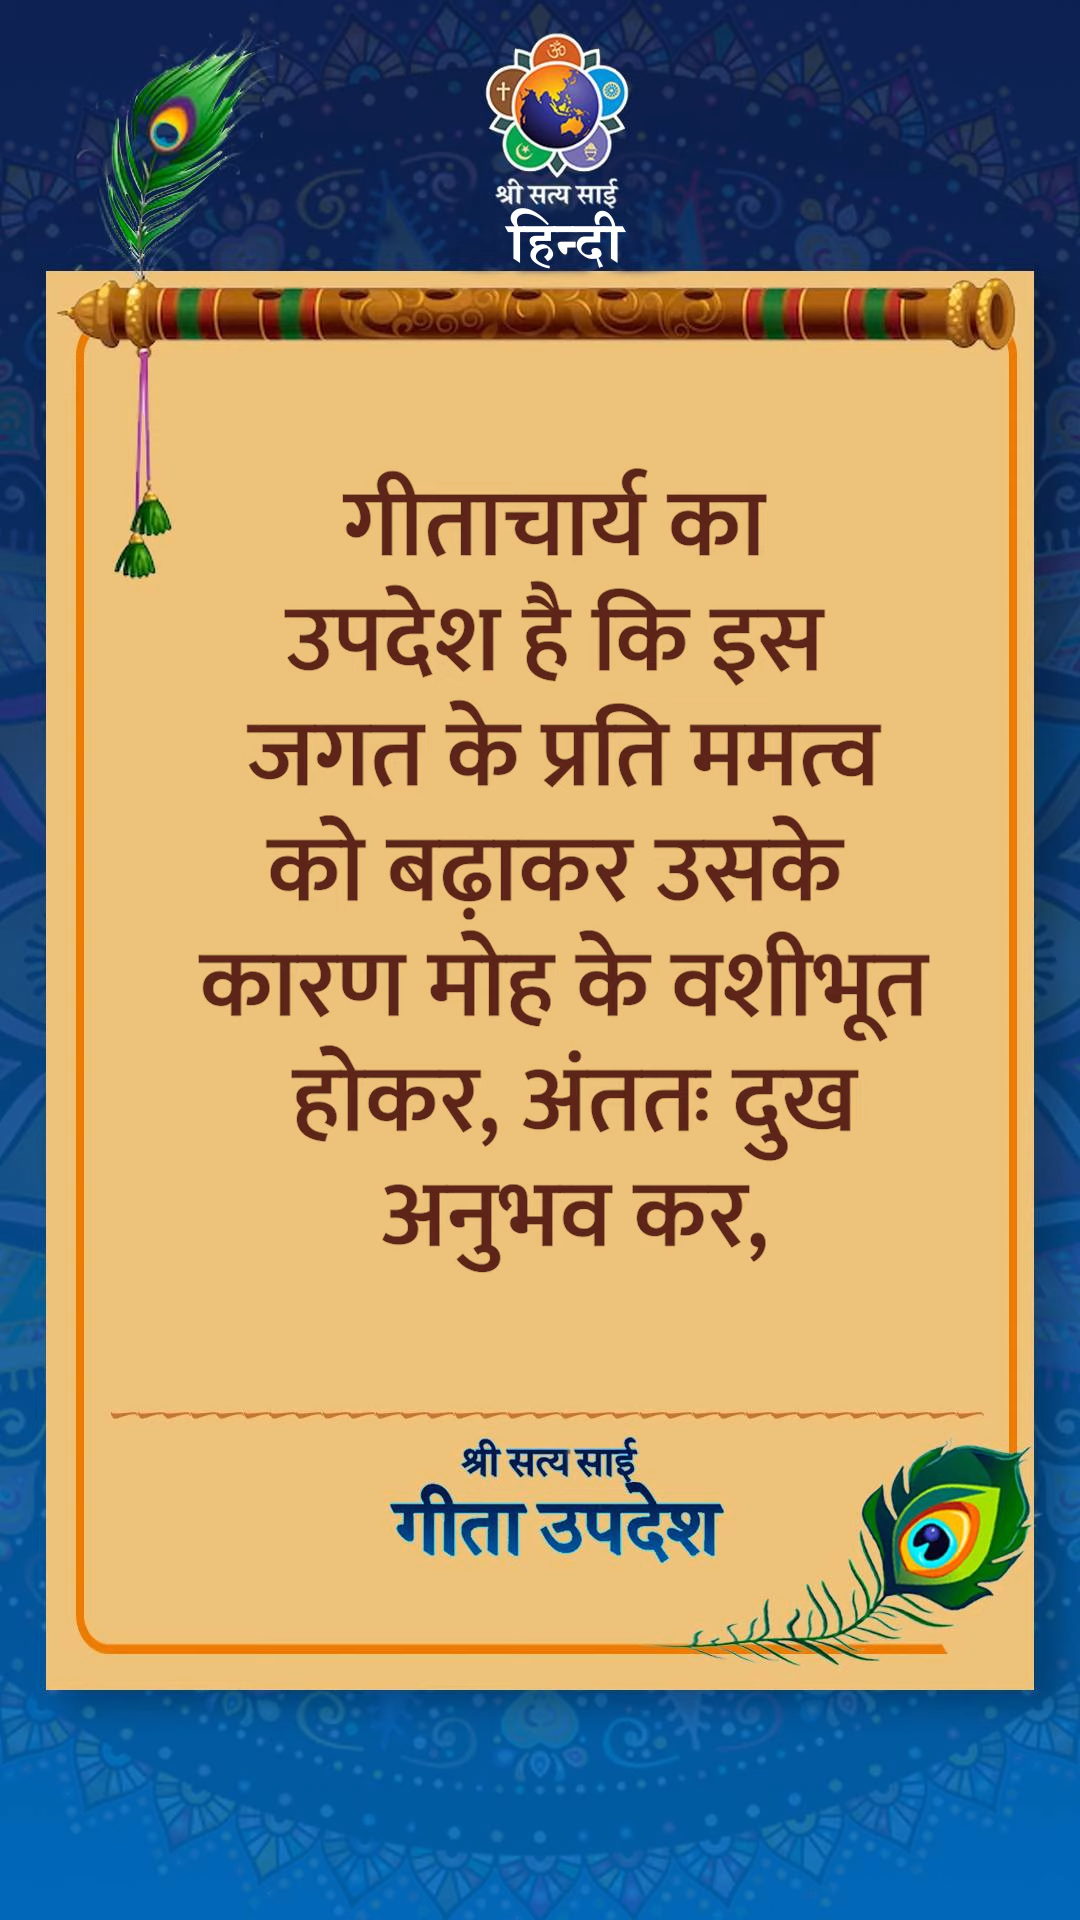 श्री सत्य साई
हिन्दी
गीताचार्य का
उपदेश है कि इस
जगत के प्रति ममत्व
को बढ़ाकर उसके
कारण मोह के वशीभूत
होकर, अंततः दुख
अनुभव कर,
श्री सत्य साई
गीता उपदेश